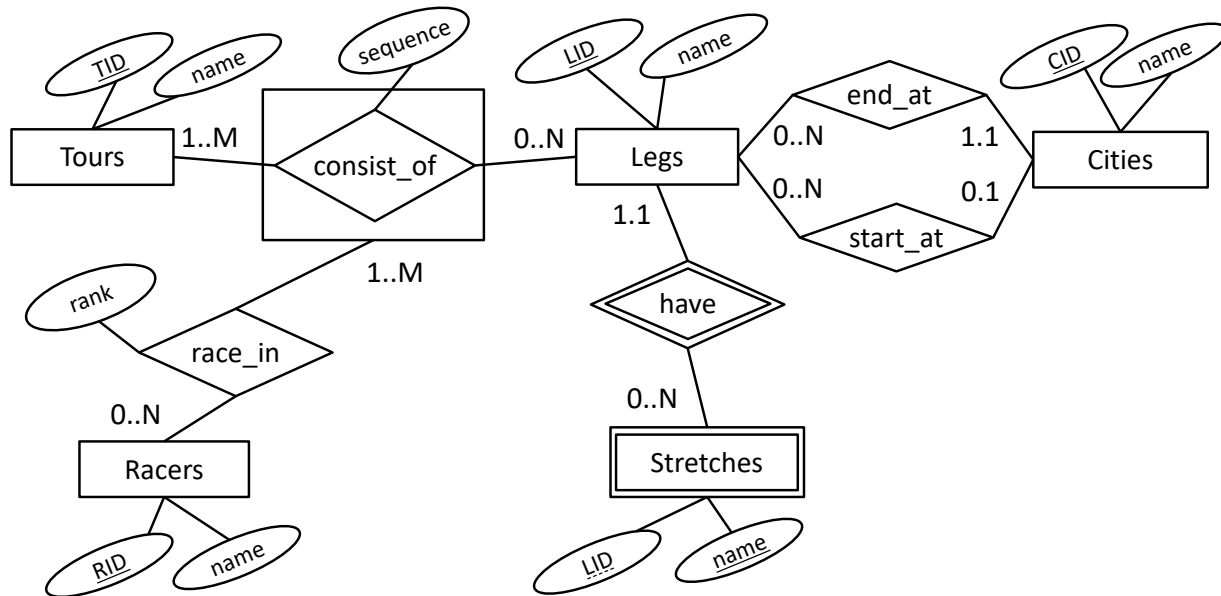 sequence
TID
name
LID
name
CID
name
end_at
1..M
0..N
0..N
1.1
Tours
consist_of
Legs
Cities
0..N
0.1
1.1
start_at
1..M
rank
have
race_in
0..N
0..N
Racers
Stretches
RID
name
LID
name